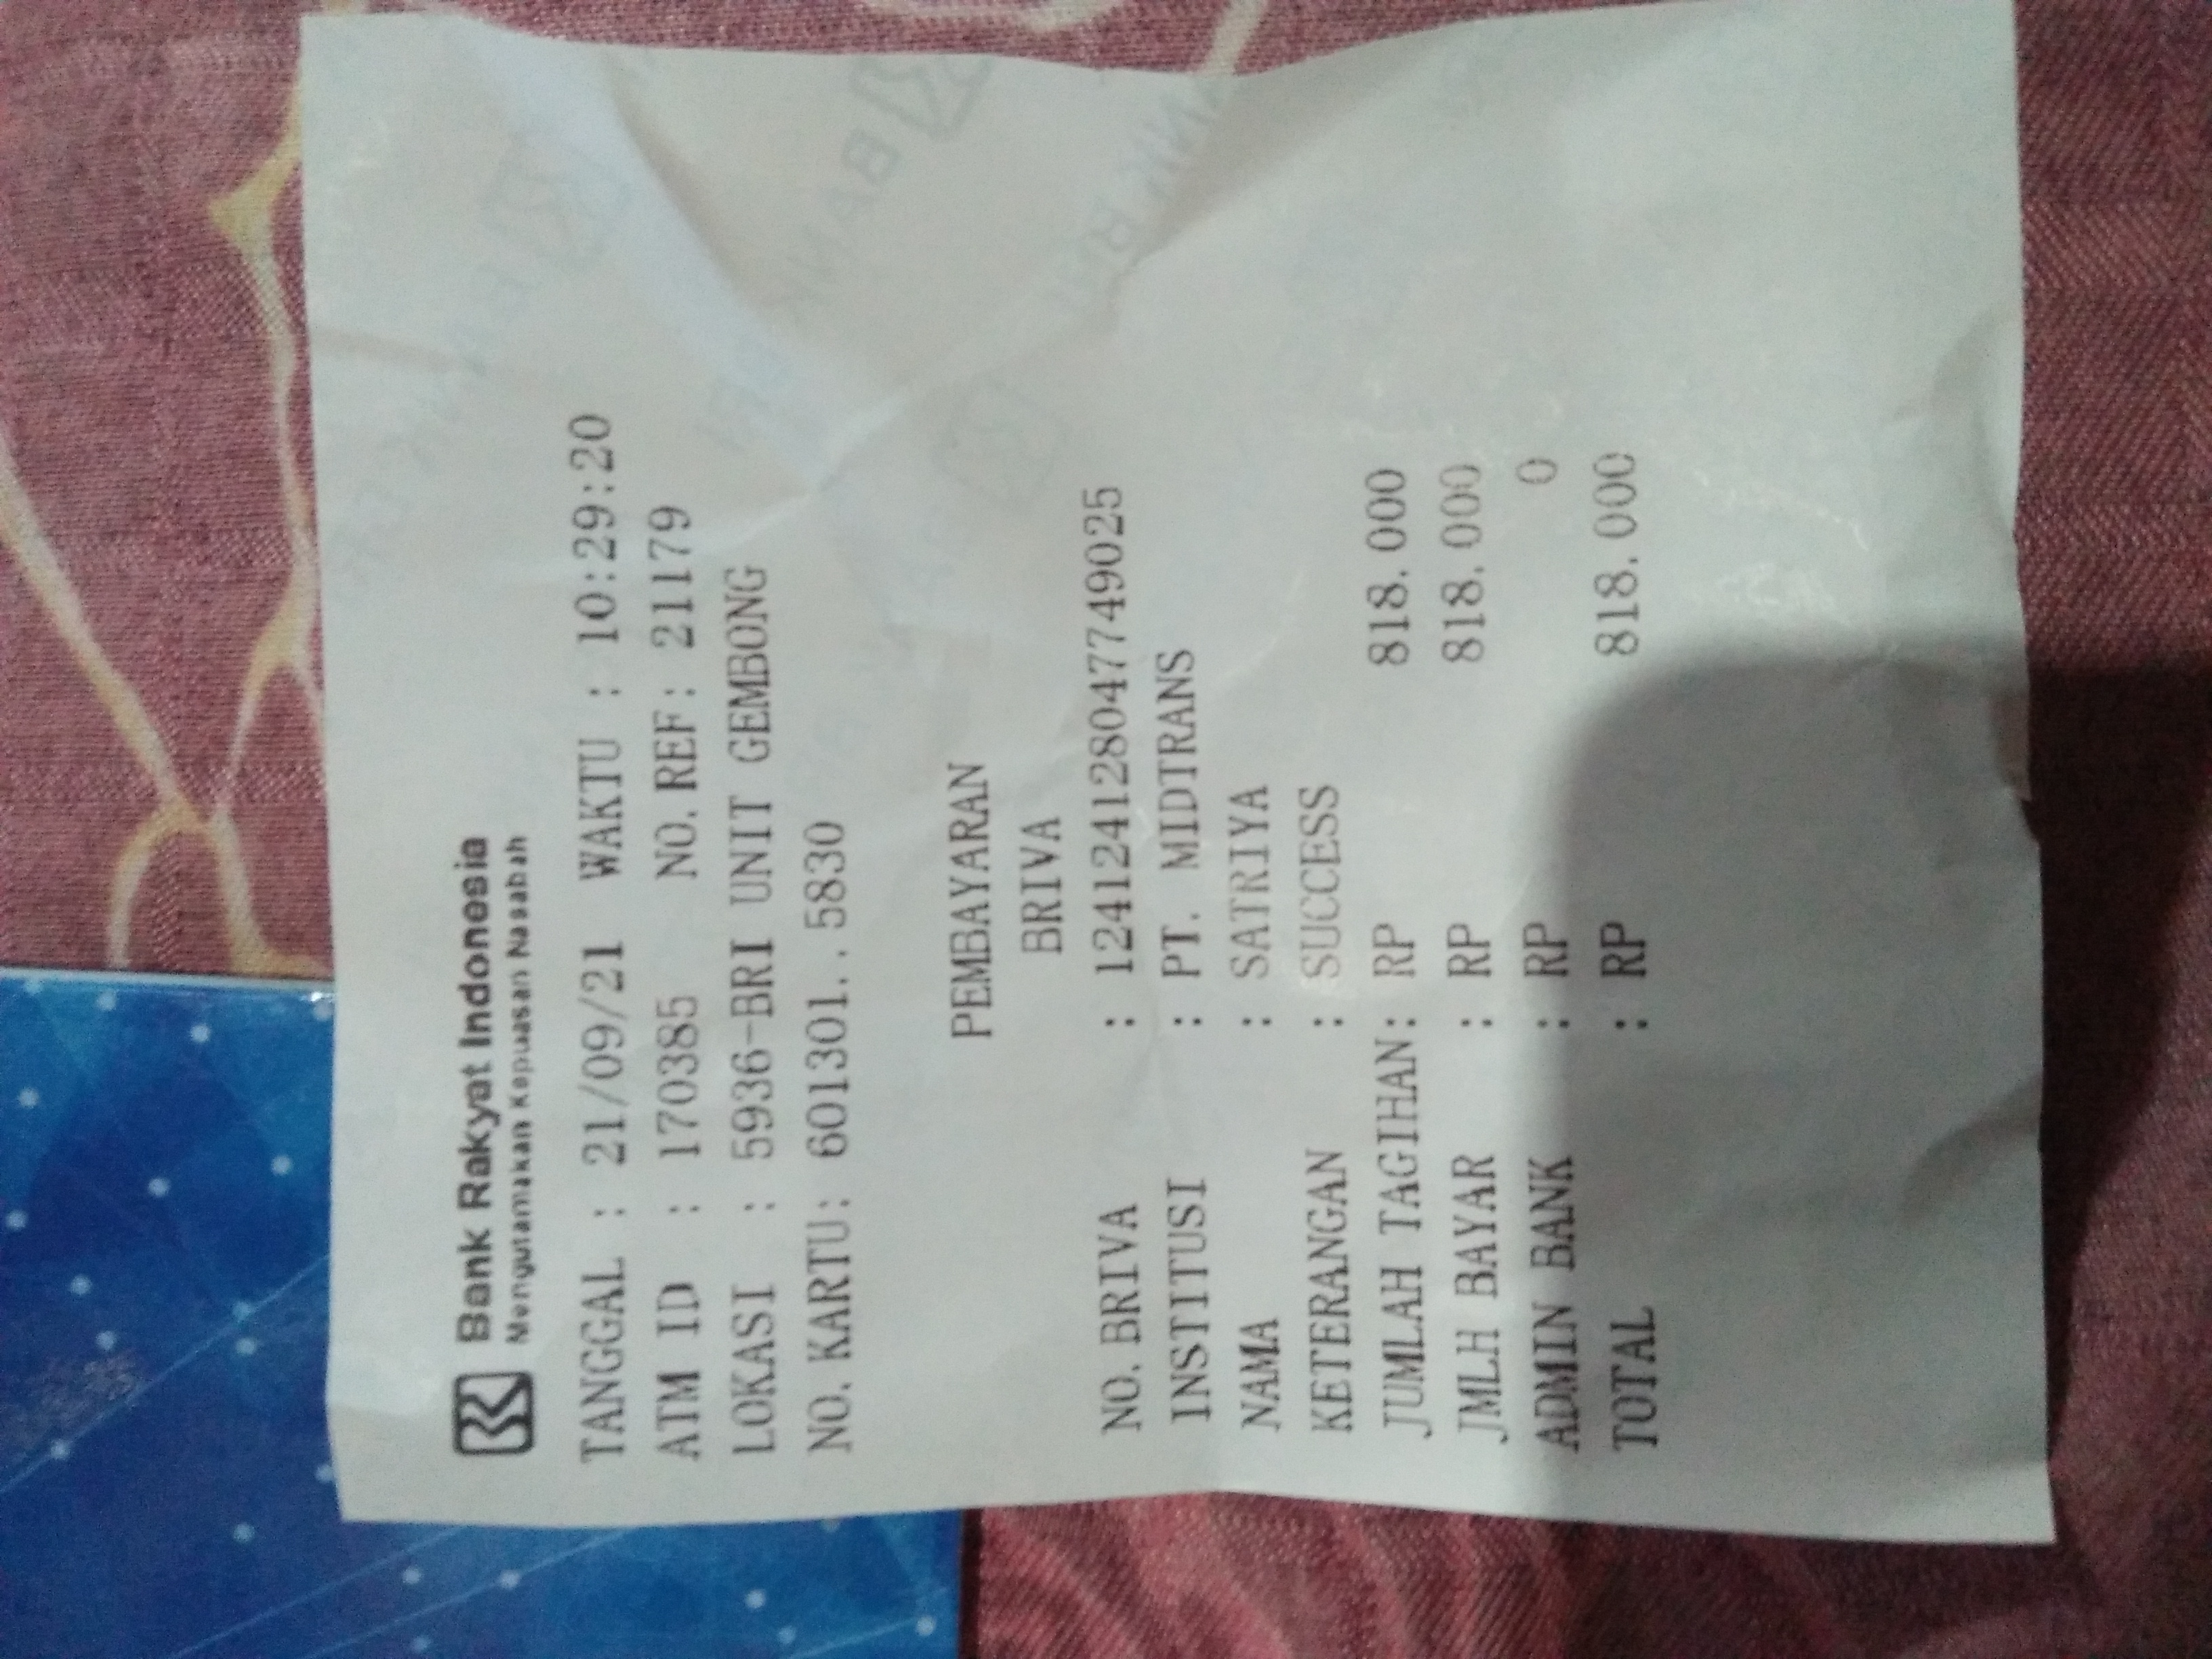 Bank Rakyat Indonesia
Mengutamakan Kepuasan Nasabah
TANGGAL : 21/09/21 WAKTU : 10:29:20
ATM ID : 170385 NO.REF: 21179
LOKASI : 5936-BRI UNIT GEMBONG
NO. KARTU: 601301..5830
PEMBAYARAN
BRIVA
NO. BRIVA : 124124128047749025
INSTITUSI : PT. MIDTRANS
NAMA : SATRIYA
KETERANGAN : SUCCESS
JUMLAH TAGIHAN: RP 818.000
JMLH BAYAR : RP 818.000
ADMIN BANK : RP 0
TOTAL : RP 818.000